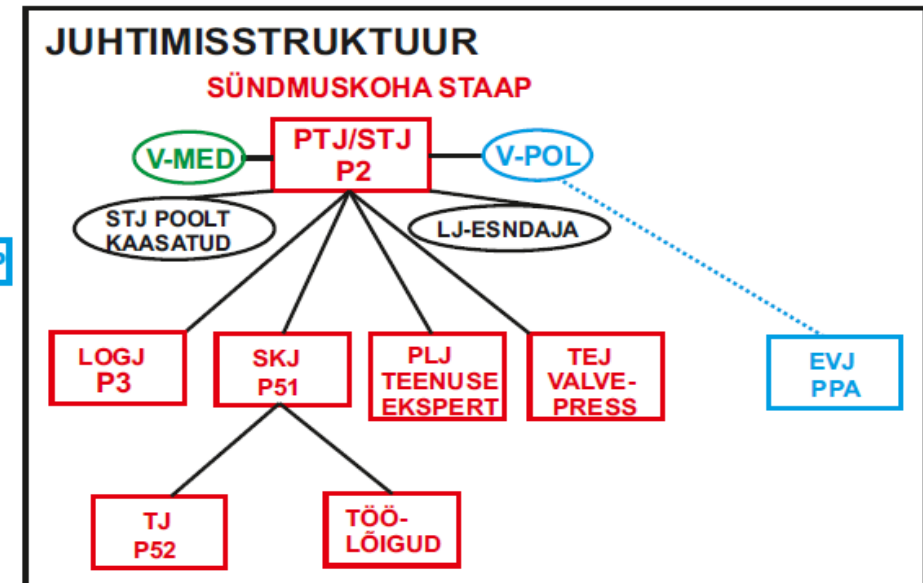 JUHTIMISSTRUKTUUR
SÜNDMUSKOHA STAAP
PTJ/STJ
P2
V-MED
V-POL
STJ POOLT
KAASATUD
LJ-ESNDAJA
LOGJ
P3
SKJ
P51
PLJ
TEENUSE
EKSPERT
TEJ
VALVE-
PRESS
EVJ
PPA
TJ
P52
TÖÖ-
LÕIGUD